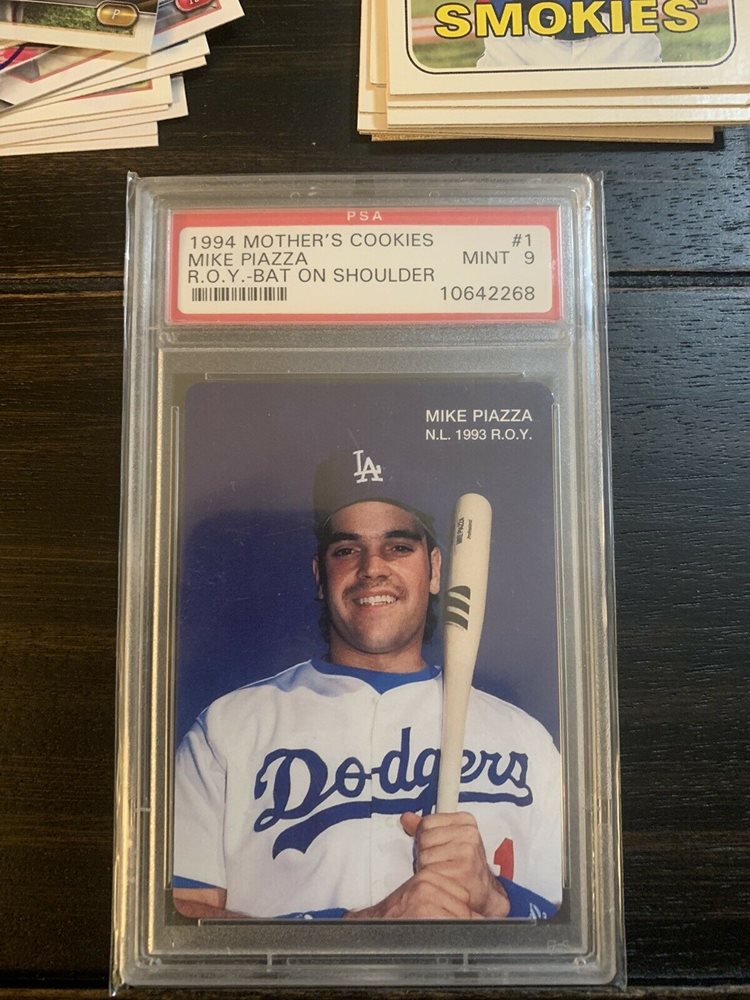 P
SMOKIES
PSA
1994 MOTHER'S COOKIES #1
MIKE PIAZZA MINT 9
R.O.Y.-BAT ON SHOULDER
10642268
MIKE PIAZZA
N.L. 1993 R.O.Y.
LA
Dodgers
1